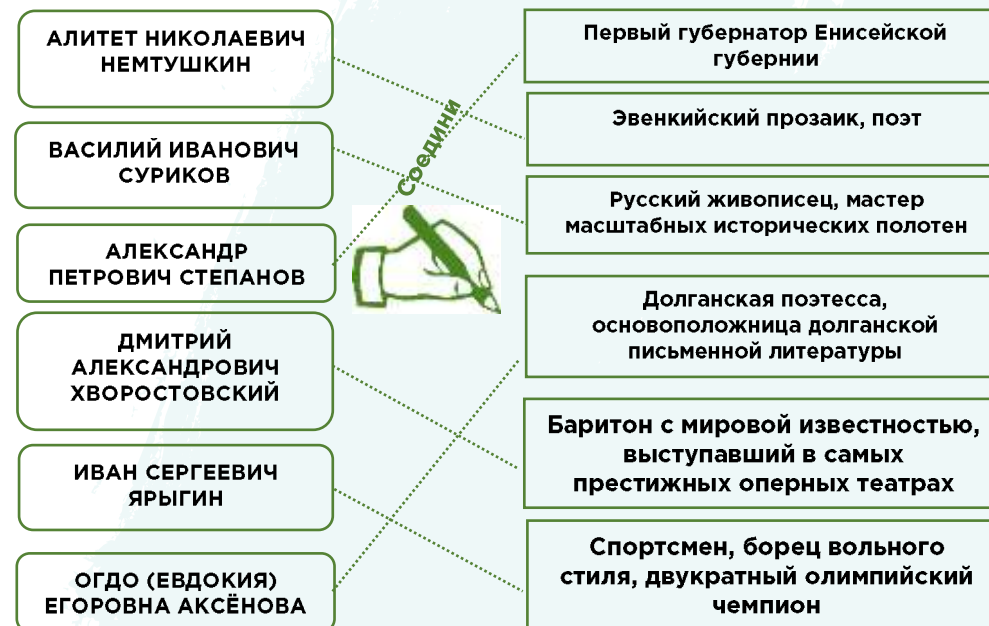 АЛИТЕТ НИКОЛАЕВИЧ
НЕМТУШКИН
ВАСИЛИЙ ИВАНОВИЧ
СУРИКОВ
АЛЕКСАНДР
ПЕТРОВИЧ СТЕПАНОВ
ДМИТРИЙ
АЛЕКСАНДРОВИЧ
ХВОРОСТОВСКИЙ
ИВАН СЕРГЕЕВИЧ
ЯРЫГИН
ОГДО (ЕВДОКИЯ)
ЕГОРОВНА АКСЁНОВА
Соедини
Первый губернатор Енисейской
губернии
Эвенкийский прозаик, поэт
Русский живописец, мастер
масштабных исторических полотен
Долганская поэтесса,
основоположница долганской
письменной литературы
Баритон с мировой известностью,
выступавший в самых
престижных оперных театрах
Спортсмен, борец вольного
стиля, двукратный олимпийский
чемпион